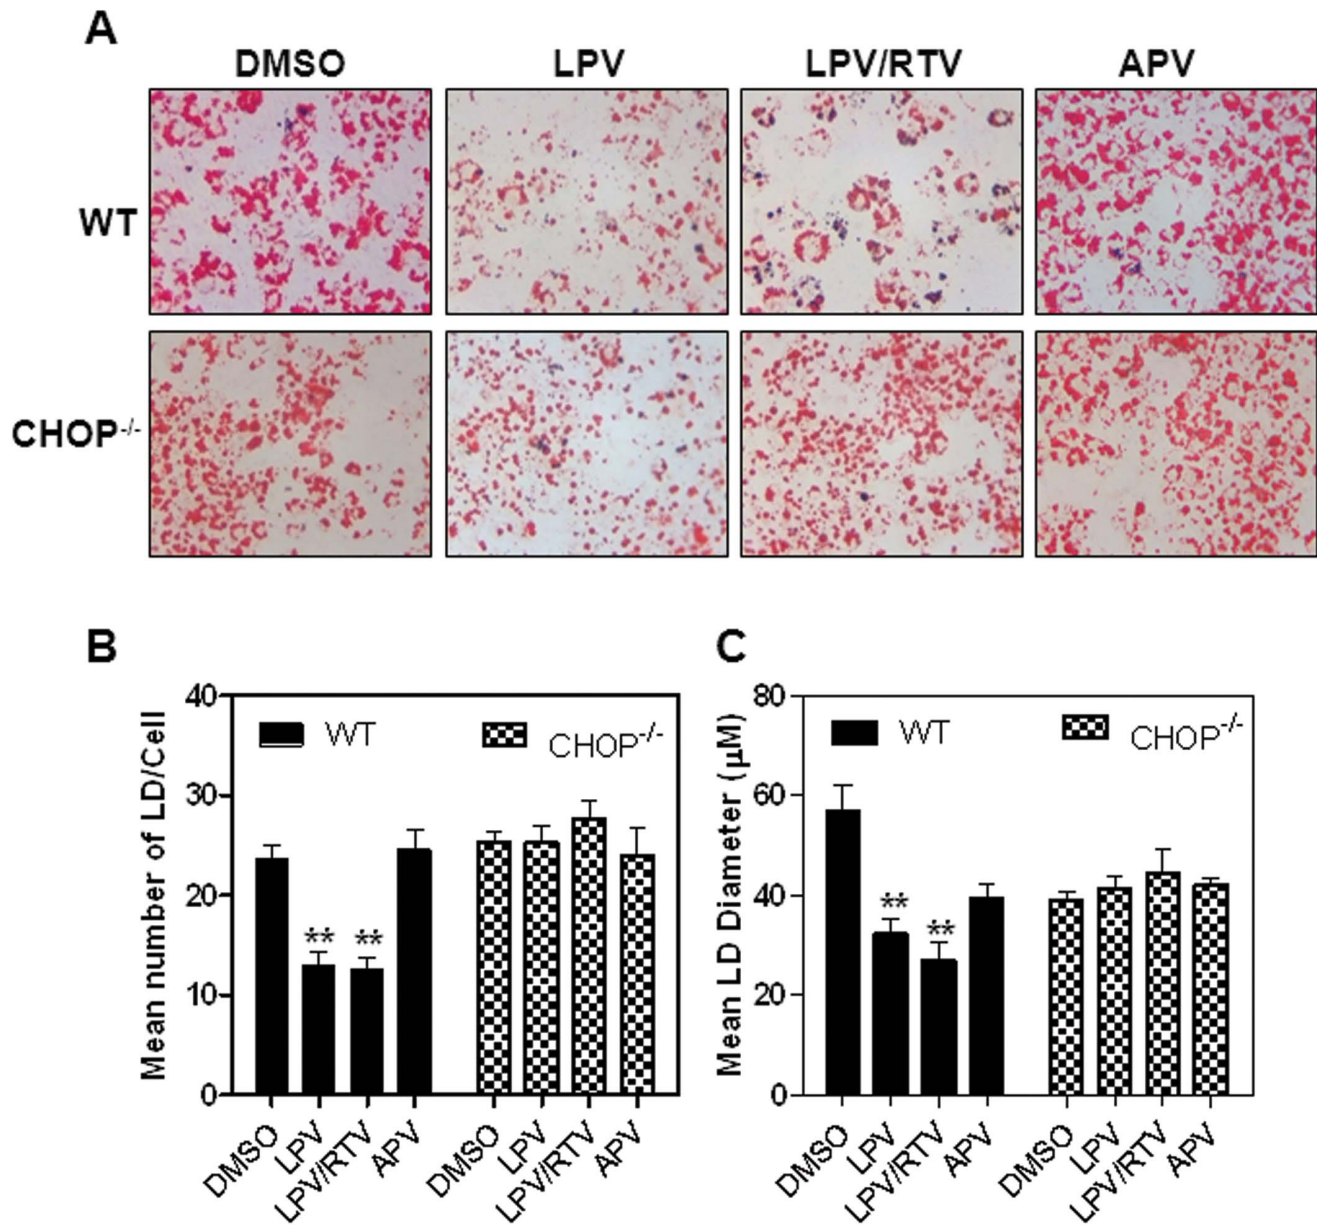 A
DMSO LPV LPV/RTV APV
WT
CHOP-/-
B
Mean number of LD/Cell
40
30
20
10
0
WT CHOP-/-
** **
DMSO LPV LPV/RTV APV DMSO LPV LPV/RTV APV
C
Mean LD Diameter (μM)
80
60
40
20
0
WT CHOP-/-
** **
DMSO LPV LPV/RTV APV DMSO LPV LPV/RTV APV